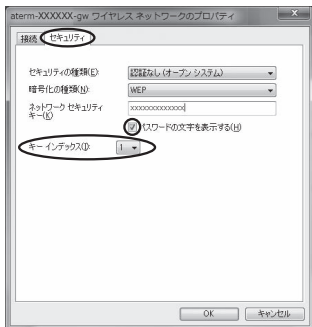 aterm-XXXXXX-gw ワイヤレス ネットワークのプロパティ
接続 セキュリティ
セキュリティの種類(E): 認証なし (オープン システム)
暗号化の種類(N): WEP
ネットワーク セキュリティ キー(K) xxxxxxxxxxxxx
パスワードの文字を表示する(H)
キー インデックス(I): 1
OK キャンセル